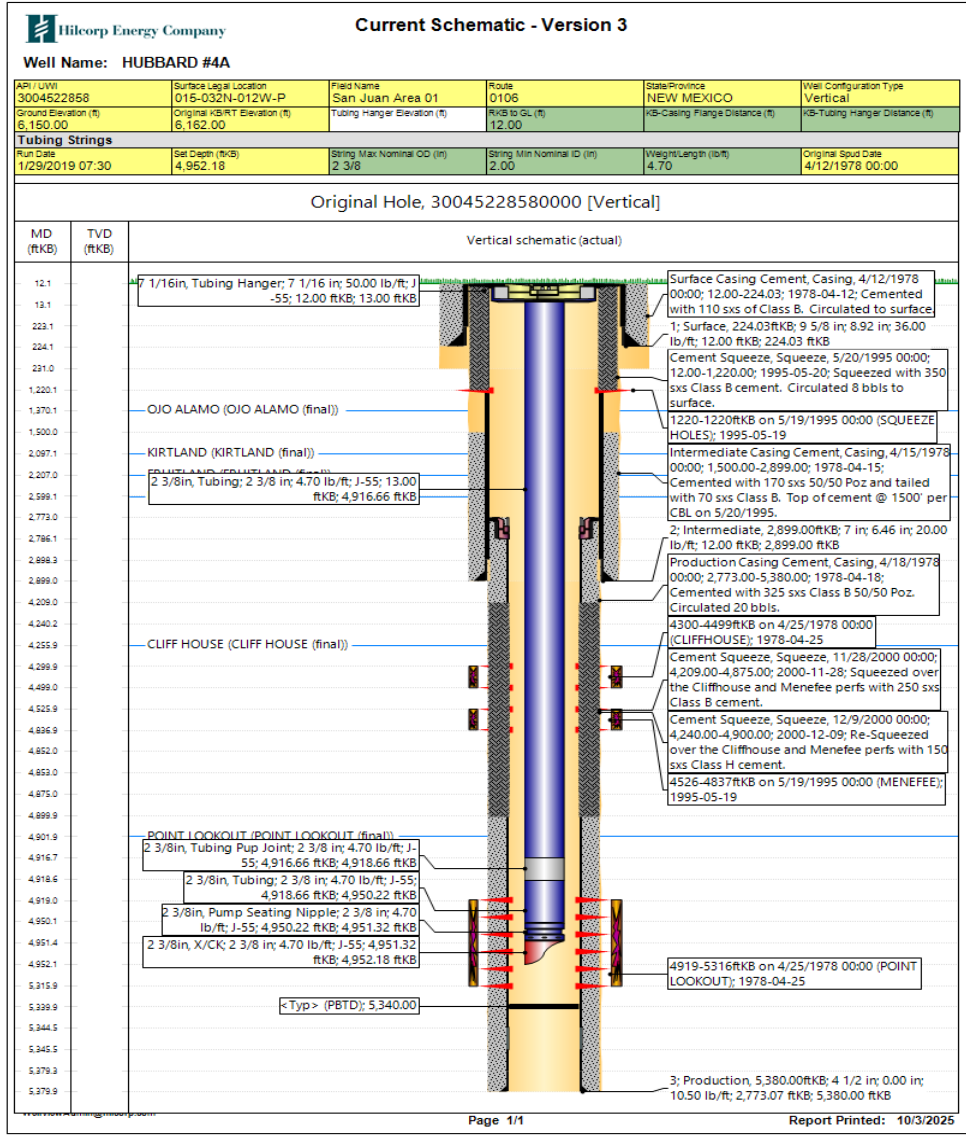 Hilcorp Energy Company
Current Schematic - Version 3
Well Name: HUBBARD #4A
API / UWI
3004522858
Surface Legal Location
015-032N-012W-P
Field Name
San Juan Area 01
Route
0106
State/Province
NEW MEXICO
Well Configuration Type
Vertical
Ground Elevation (ft)
6,150.00
Original KB/RT Elevation (ft)
6,162.00
Tubing Hanger Elevation (ft)
RKB to GL (ft)
12.00
KB-Casing Flange Distance (ft)
KB-Tubing Hanger Distance (ft)
Tubing Strings
Run Date
1/29/2019 07:30
Set Depth (ftKB)
4,952.18
String Max Nominal OD (in)
2 3/8
String Min Nominal ID (in)
2.00
Weight/Length (lb/ft)
4.70
Original Spud Date
4/12/1978 00:00
Original Hole, 30045228580000 [Vertical]
MD
(ftKB)
TVD
(ftKB)
Vertical schematic (actual)
12.1
13.1
223.1
224.1
231.0
1,220.1
1,370.1
1,500.0
2,097.1
2,207.0
2,599.1
2,773.0
2,786.1
2,898.3
2,899.0
4,209.0
4,240.2
4,255.9
4,299.9
4,499.0
4,525.9
4,836.9
4,852.0
4,853.0
4,875.0
4,899.9
4,901.9
4,916.7
4,918.6
4,919.0
4,950.1
4,951.4
4,952.1
5,315.9
5,339.9
5,344.5
5,345.5
5,379.3
5,379.9
7 1/16in, Tubing Hanger; 7 1/16 in; 50.00 lb/ft; J
-55; 12.00 ftKB; 13.00 ftKB
OJO ALAMO (OJO ALAMO (final))
KIRTLAND (KIRTLAND (final))
FRUITLAND (FRUITLAND (final))
2 3/8in, Tubing; 2 3/8 in; 4.70 lb/ft; J-55; 13.00
ftKB; 4,916.66 ftKB
CLIFF HOUSE (CLIFF HOUSE (final))
POINT LOOKOUT (POINT LOOKOUT (final))
2 3/8in, Tubing Pup Joint; 2 3/8 in; 4.70 lb/ft; J-
55; 4,916.66 ftKB; 4,918.66 ftKB
2 3/8in, Tubing; 2 3/8 in; 4.70 lb/ft; J-55;
4,918.66 ftKB; 4,950.22 ftKB
2 3/8in, Pump Seating Nipple; 2 3/8 in; 4.70
lb/ft; J-55; 4,950.22 ftKB; 4,951.32 ftKB
2 3/8in, X/CK; 2 3/8 in; 4.70 lb/ft; J-55; 4,951.32
ftKB; 4,952.18 ftKB
<Typ> (PBTD); 5,340.00
Surface Casing Cement, Casing, 4/12/1978
00:00; 12.00-224.03; 1978-04-12; Cemented
with 110 sxs of Class B. Circulated to surface.
1; Surface, 224.03ftKB; 9 5/8 in; 8.92 in; 36.00
lb/ft; 12.00 ftKB; 224.03 ftKB
Cement Squeeze, Squeeze, 5/20/1995 00:00;
12.00-1,220.00; 1995-05-20; Squeezed with 350
sxs Class B cement. Circulated 8 bbls to
surface.
1220-1220ftKB on 5/19/1995 00:00 (SQUEEZE
HOLES); 1995-05-19
Intermediate Casing Cement, Casing, 4/15/1978
00:00; 1,500.00-2,899.00; 1978-04-15;
Cemented with 170 sxs 50/50 Poz and tailed
with 70 sxs Class B. Top of cement @ 1500' per
CBL on 5/20/1995.
2; Intermediate, 2,899.00ftKB; 7 in; 6.46 in; 20.00
lb/ft; 12.00 ftKB; 2,899.00 ftKB
Production Casing Cement, Casing, 4/18/1978
00:00; 2,773.00-5,380.00; 1978-04-18;
Cemented with 325 sxs Class B 50/50 Poz.
Circulated 20 bbls.
4300-4499ftKB on 4/25/1978 00:00
(CLIFFHOUSE); 1978-04-25
Cement Squeeze, Squeeze, 11/28/2000 00:00;
4,209.00-4,875.00; 2000-11-28; Squeezed over
the Cliffhouse and Menefee perfs with 250 sxs
Class B cement.
Cement Squeeze, Squeeze, 12/9/2000 00:00;
4,240.00-4,900.00; 2000-12-09; Re-Squeezed
over the Cliffhouse and Menefee perfs with 150
sxs Class H cement.
4526-4837ftKB on 5/19/1995 00:00 (MENEFEE);
1995-05-19
4919-5316ftKB on 4/25/1978 00:00 (POINT
LOOKOUT); 1978-04-25
3; Production, 5,380.00ftKB; 4 1/2 in; 0.00 in;
10.50 lb/ft; 2,773.07 ftKB; 5,380.00 ftKB
Page 1/1
Report Printed: 10/3/2025